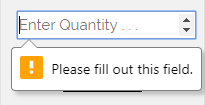 Enter Quantity . . .
! Please fill out this field.